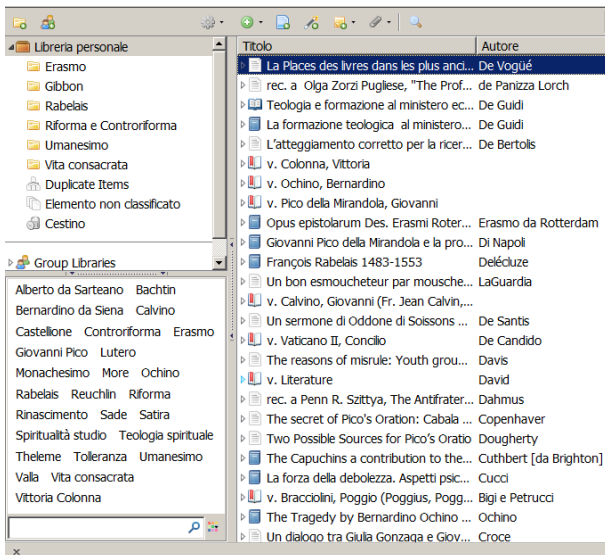 Libreria personale
Erasmo
Gibbon
Rabelais
Riforma e Controriforma
Umanesimo
Vita consacrata
Duplicate Items
Elemento non classificato
Cestino
Group Libraries
Alberto da Sarteano Bachtin
Bernardino da Siena Calvino
Castellione Controriforma Erasmo
Giovanni Pico Lutero
Monachesimo More Ochino
Rabelais Reuchlin Riforma
Rinascimento Sade Satira
Spiritualità studio Teologia spirituale
Theleme Tolleranza Umanesimo
Valla Vita consacrata
Vittoria Colonna
Titolo Autore
La Places des livres dans les plus anci... De Vogüé
rec. a Olga Zorzi Pugliese, "The Prof... de Panizza Lorch
Teologia e formazione al ministero ec... De Guidi
La formazione teologica al ministero... De Guidi
L'atteggiamento corretto per la ricer... De Bertolis
v. Colonna, Vittoria
v. Ochino, Bernardino
v. Pico della Mirandola, Giovanni
Opus epistolarum Des. Erasmi Roter... Erasmo da Rotterdam
Giovanni Pico della Mirandola e la pro... Di Napoli
François Rabelais 1483-1553 Delécluze
Un bon esmoucheteur par mousche... LaGuardia
v. Calvino, Giovanni (Fr. Jean Calvin,...
Un sermone di Oddone di Soissons ... De Santis
v. Vaticano II, Concilio De Candido
The reasons of misrule: Youth grou... Davis
v. Literature David
rec. a Penn R. Szittya, The Antifrater... Dahmus
The secret of Pico's Oration: Cabala ... Copenhaver
Two Possible Sources for Pico's Oratio Dougherty
The Capuchins a contribution to the... Cuthbert [da Brighton]
La forza della debolezza. Aspetti psic... Cucci
v. Bracciolini, Poggio (Poggius, Pogg... Bigi e Petrucci
The Tragedy by Bernardino Ochino ... Ochino
Un dialogo tra Giulia Gonzaga e Giov... Croce